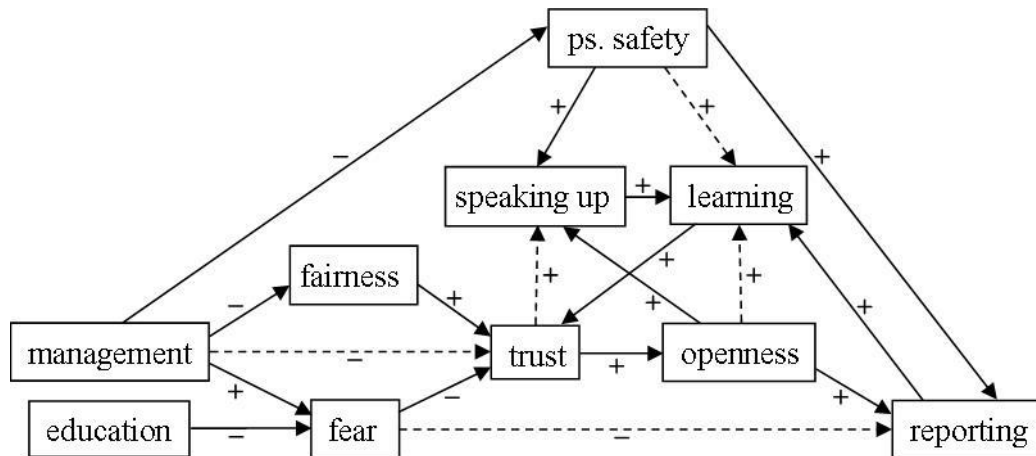 ps. safety
+
+
−
+
speaking up
+
learning
fairness
+
+
+
+
−
+
management
−
trust
+
openness
+
−
+
education
−
fear
−
reporting